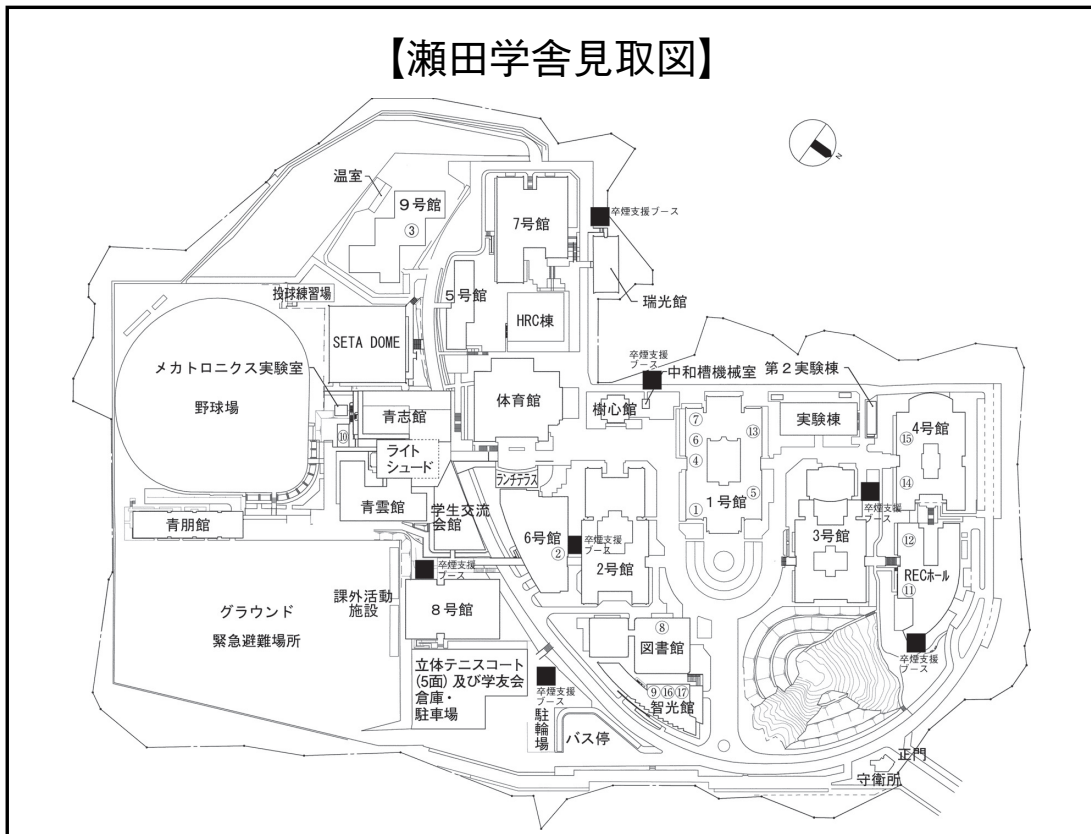 【瀬田学舎見取図】
N
温室
9号館
③
7号館
卒煙支援ブース
投球練習場
5号館
瑞光館
HRC棟
SETA DOME
メカトロニクス実験室
野球場
卒煙支援
ブース
中和槽機械室
第2実験棟
体育館
樹心館
⑦
⑬
実験棟
4号館
⑮
⑩
青志館
⑥
④
ライト
シュード
ランチテラス
1号館
⑤
⑭
卒煙支援
ブース
青雲館
学生交流
会館
①
青朋館
6号館
②
卒煙支援
ブース
2号館
3号館
⑫
RECホール
⑪
卒煙支援
ブース
課外活動
施設
8号館
グラウンド
緊急避難場所
⑧
図書館
卒煙支援
ブース
立体テニスコート
(5面)及び学友会
倉庫・
駐車場
卒煙支援
ブース
⑨⑯⑰
智光館
駐輪場
バス停
正門
守衛所